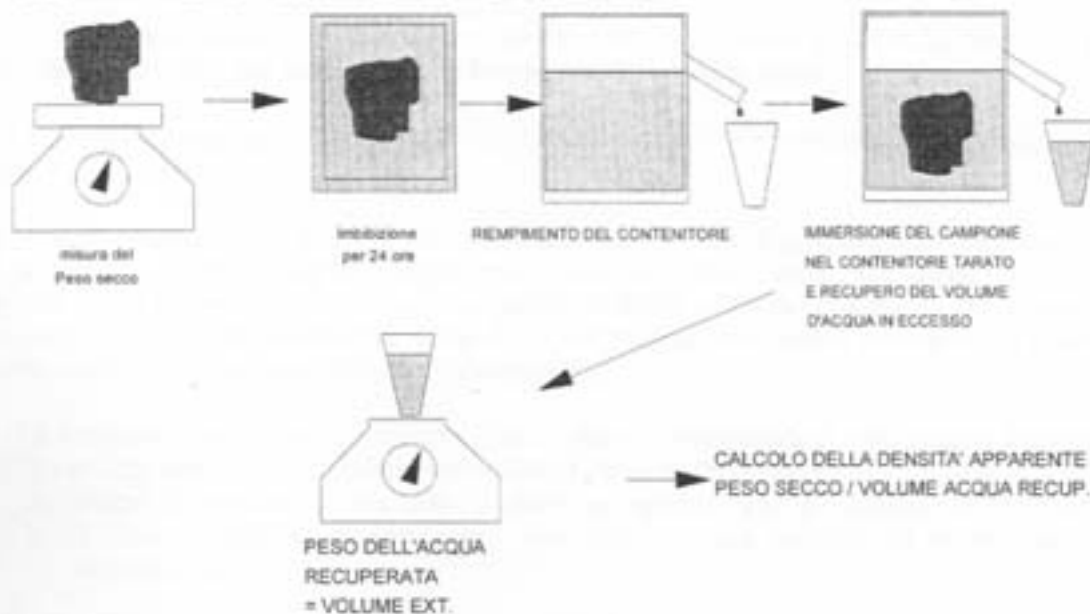 misura del
Peso secco
Imbibizione
per 24 ore
RIEMPIMENTO DEL CONTENITORE
IMMERSIONE DEL CAMPIONE
NEL CONTENITORE TARATO
E RECUPERO DEL VOLUME
D'ACQUA IN ECCESSO
PESO DELL'ACQUA
RECUPERATA
= VOLUME EXT.
CALCOLO DELLA DENSITA' APPARENTE
PESO SECCO / VOLUME ACQUA RECUP.